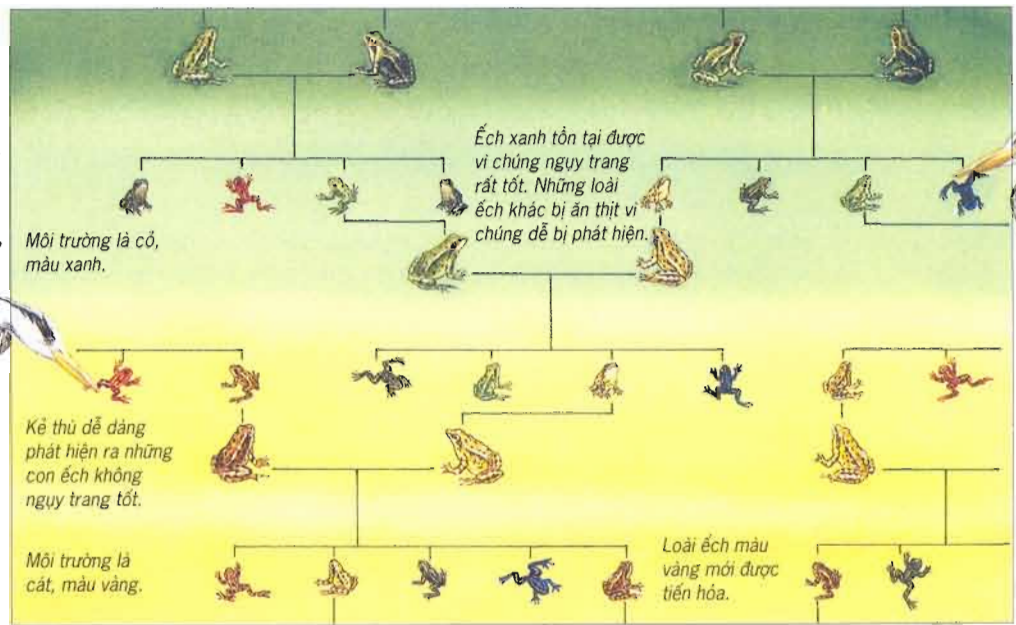 Ếch xanh tồn tại được
vì chúng ngụy trang
rất tốt. Những loài
ếch khác bị ăn thịt vì
chúng dễ bị phát hiện.
Môi trường là cỏ,
màu xanh.
Kẻ thù dễ dàng
phát hiện ra những
con ếch không
ngụy trang tốt.
Môi trường là
cát, màu vàng.
Loài ếch màu
vàng mới được
tiến hóa.